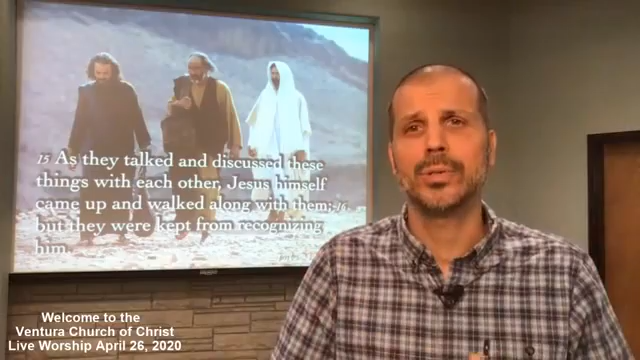 15 As they talked and discussed these
things with each other, Jesus himself
came up and walked along with them; 16
but they were kept from recognizing
him.
Welcome to the
Ventura Church of Christ
Live Worship April 26, 2020